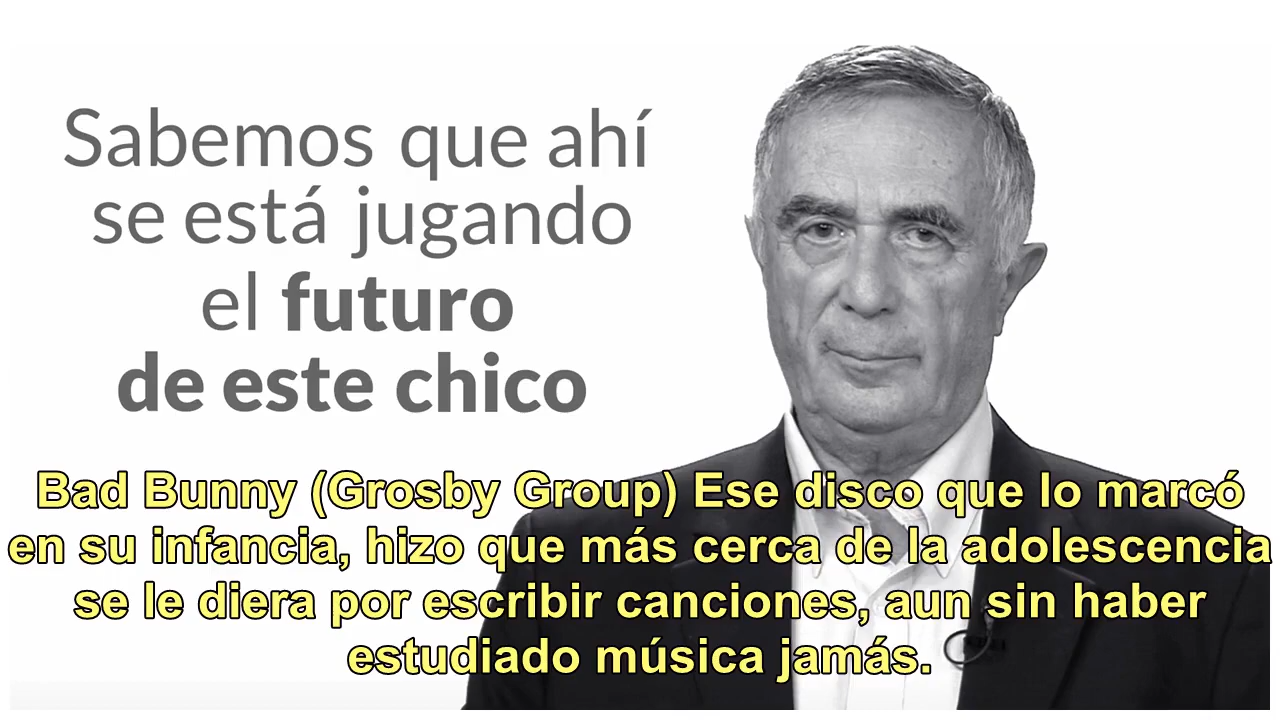 Sabemos que ahí
se está jugando
el futuro
de este chico
Bad Bunny (Grosby Group) Ese disco que lo marcó
en su infancia, hizo que más cerca de la adolescencia
se le diera por escribir canciones, aun sin haber
estudiado música jamás.